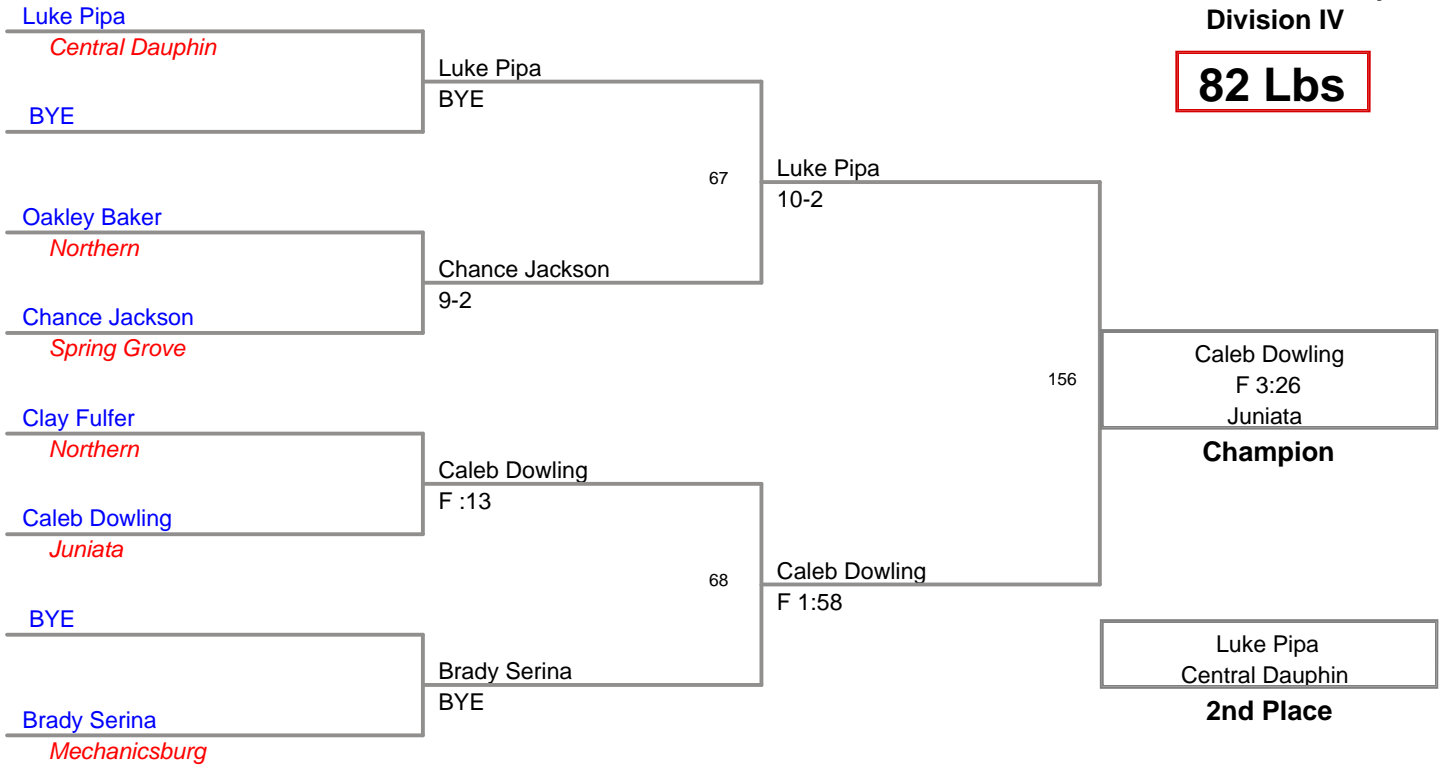 Division IV
82 Lbs
Luke Pipa
Central Dauphin
BYE
Oakley Baker
Northern
Chance Jackson
Spring Grove
Clay Fulfer
Northern
Caleb Dowling
Juniata
BYE
Brady Serina
Mechanicsburg
Luke Pipa
BYE
Chance Jackson
9-2
Caleb Dowling
F :13
Brady Serina
BYE
67
68
Luke Pipa
10-2
Caleb Dowling
F 1:58
156
Caleb Dowling
F 3:26
Juniata
Champion
Luke Pipa
Central Dauphin
2nd Place